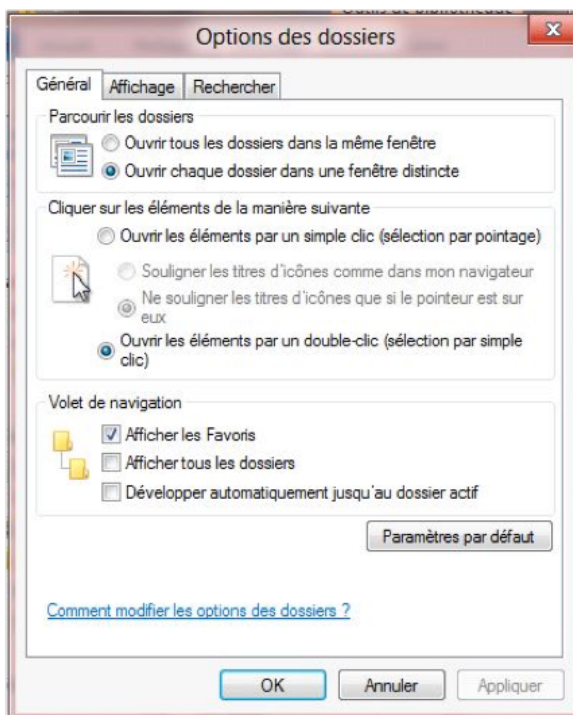 Outils de bibliothèque
Options des dossiers
Général Affichage Rechercher
Parcourir les dossiers
Ouvrir tous les dossiers dans la même fenêtre
Ouvrir chaque dossier dans une fenêtre distincte
Cliquer sur les éléments de la manière suivante
Ouvrir les éléments par un simple clic (sélection par pointage)
Souligner les titres d'icônes comme dans mon navigateur
Ne souligner les titres d'icônes que si le pointeur est sur
eux
Ouvrir les éléments par un double-clic (sélection par simple
clic)
Volet de navigation
Afficher les Favoris
Afficher tous les dossiers
Développer automatiquement jusqu'au dossier actif
Paramètres par défaut
Comment modifier les options des dossiers ?
OK Annuler Appliquer